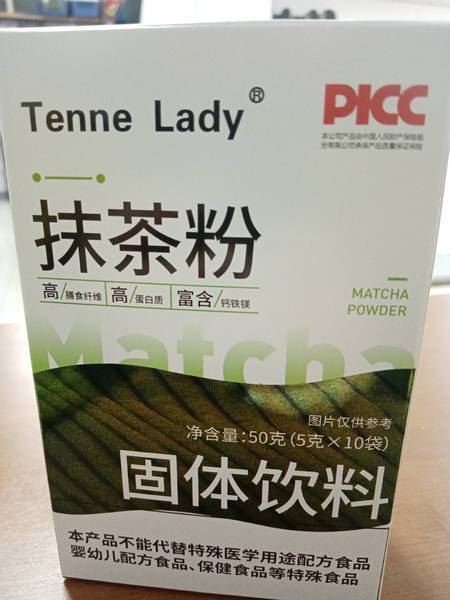 Tenne Lady®
PICC
本公司产品由中国人民财产保险股
份有限公司承保产品质量保证保险
抹茶粉
高/膳食纤维 高/蛋白质 富含/钙铁镁
MATCHA
POWDER
Matcha
图片仅供参考
净含量:50克(5克×10袋)
固体饮料
本产品不能代替特殊医学用途配方食品
婴幼儿配方食品、保健食品等特殊食品